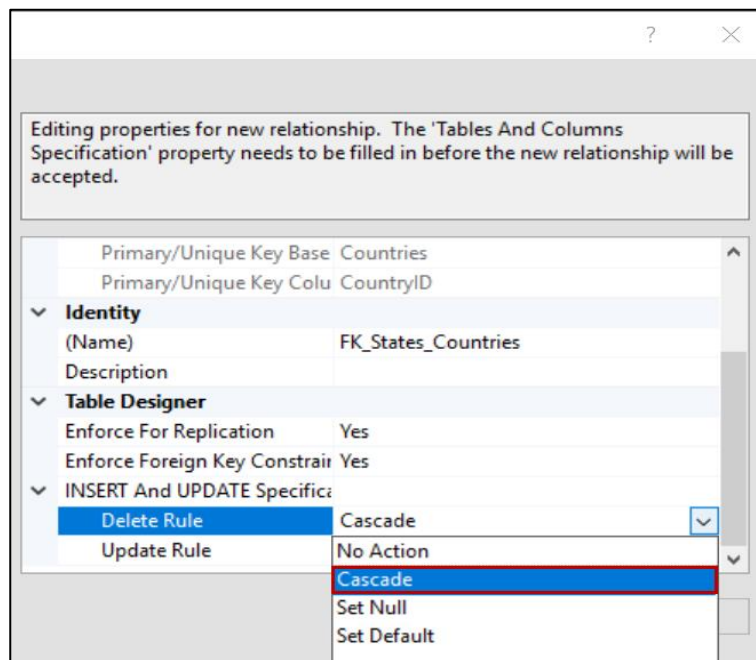 ?
Editing properties for new relationship. The 'Tables And Columns
Specification' property needs to be filled in before the new relationship will be
accepted.
Primary/Unique Key Base Countries
Primary/Unique Key Colu CountryID
Identity
(Name) FK_States_Countries
Description
Table Designer
Enforce For Replication Yes
Enforce Foreign Key Constrain Yes
INSERT And UPDATE Specifica
Delete Rule Cascade
Update Rule
No Action
Cascade
Set Null
Set Default